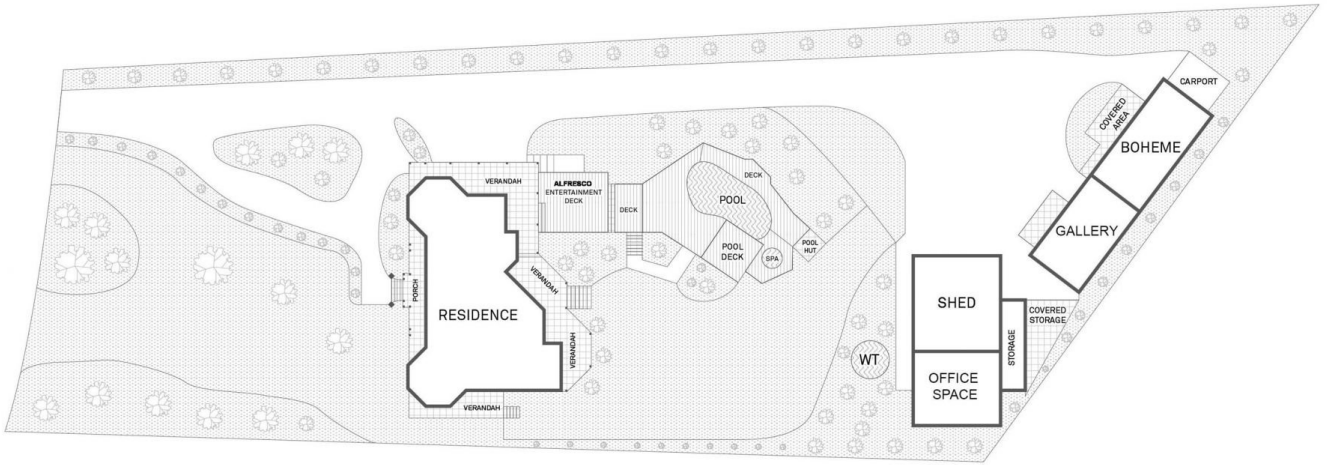 CARPORT
COVERED
AREA
BOHEME
VERANDAH
ALFRESCO
ENTERTAINMENT
DECK
DECK
DECK
POOL
GALLERY
POOL
DECK
SPA
POOL
HUT
VERANDAH
PORCH
RESIDENCE
SHED
COVERED
STORAGE
STORAGE
VERANDAH
WT
OFFICE
SPACE
VERANDAH